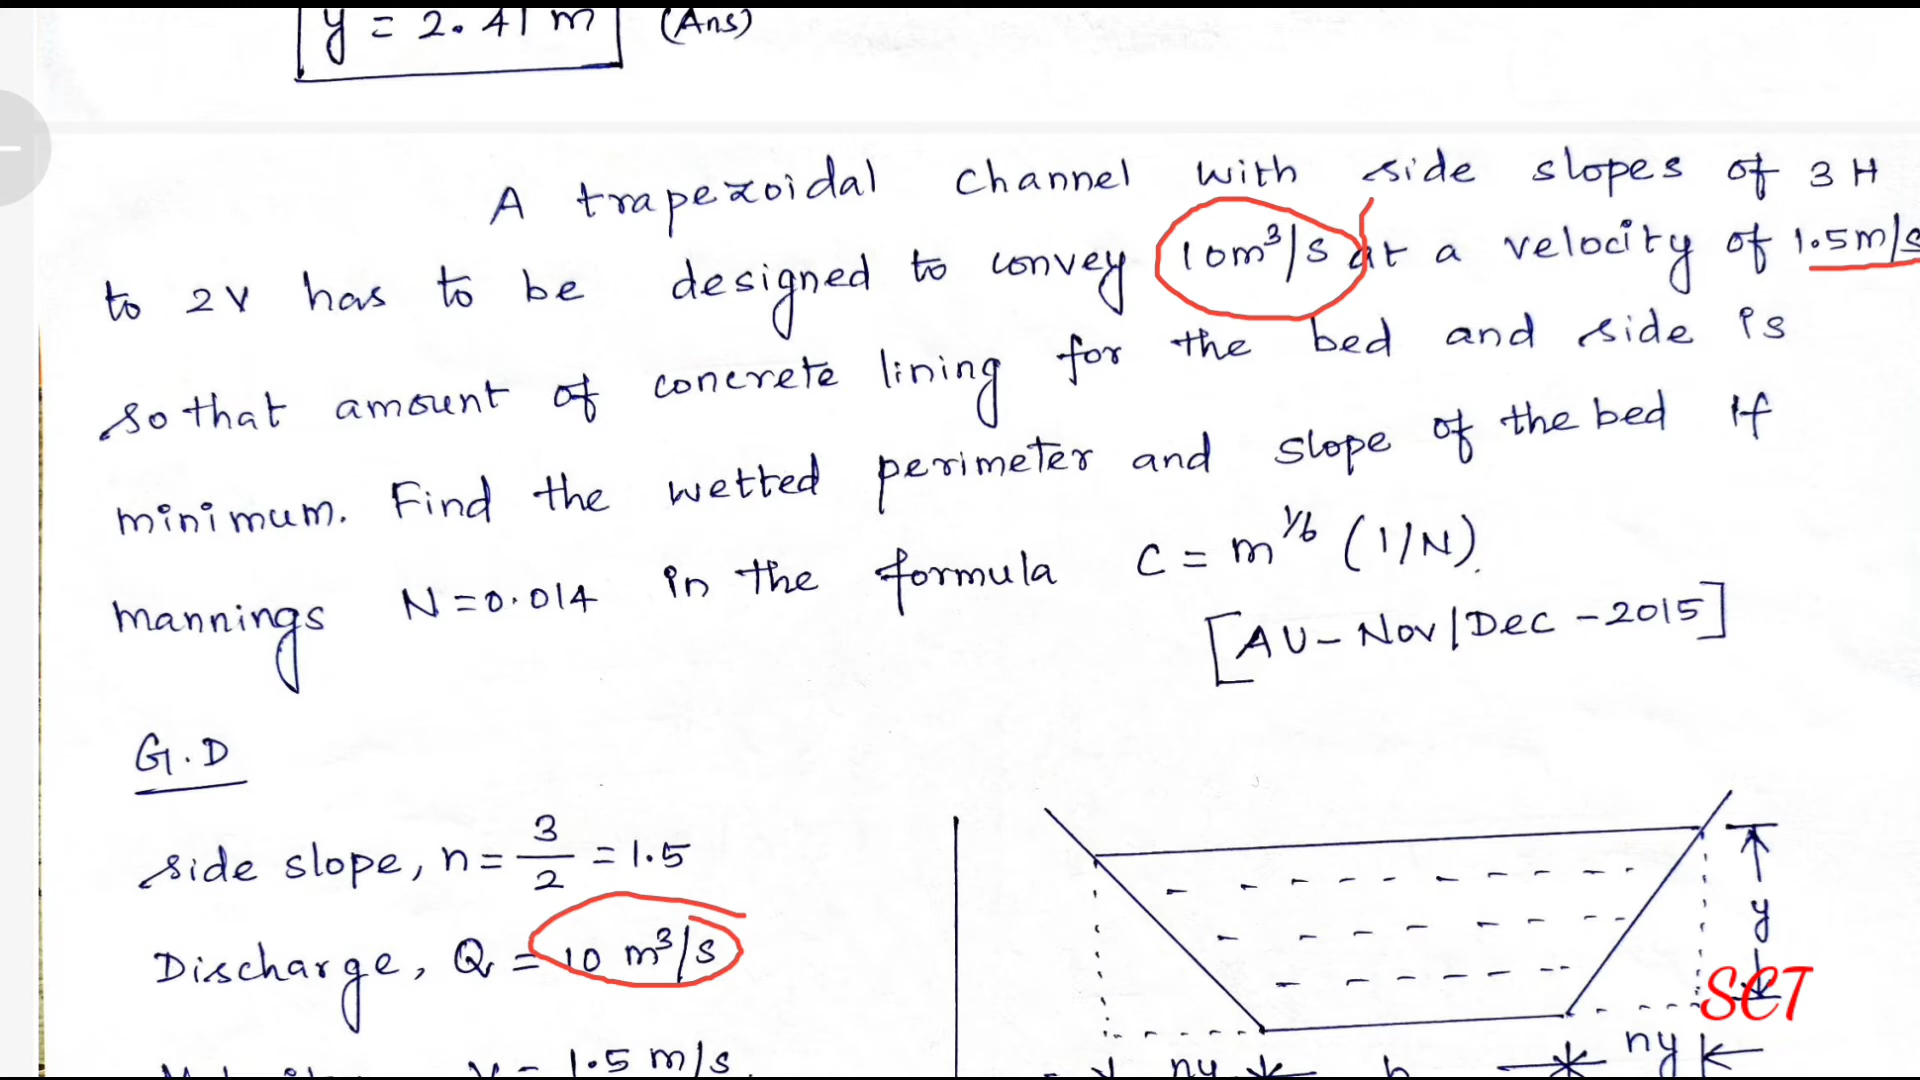 y = 2.41 m (Ans)
A trapezoidal channel with side slopes of 3 H
to 2V has to be designed to convey 10m³/s at a velocity of 1.5m/s
so that amount of concrete lining for the bed and side is
minimum. Find the wetted perimeter and slope of the bed If
mannings N=0.014 in the formula C = m^1/6 (1/N).
[AU- Nov/Dec -2015]
G.D
side slope, n = 3/2 = 1.5
Discharge, Q = 10 m³/s
y
SCT
1.5 m/s.
ny b ny